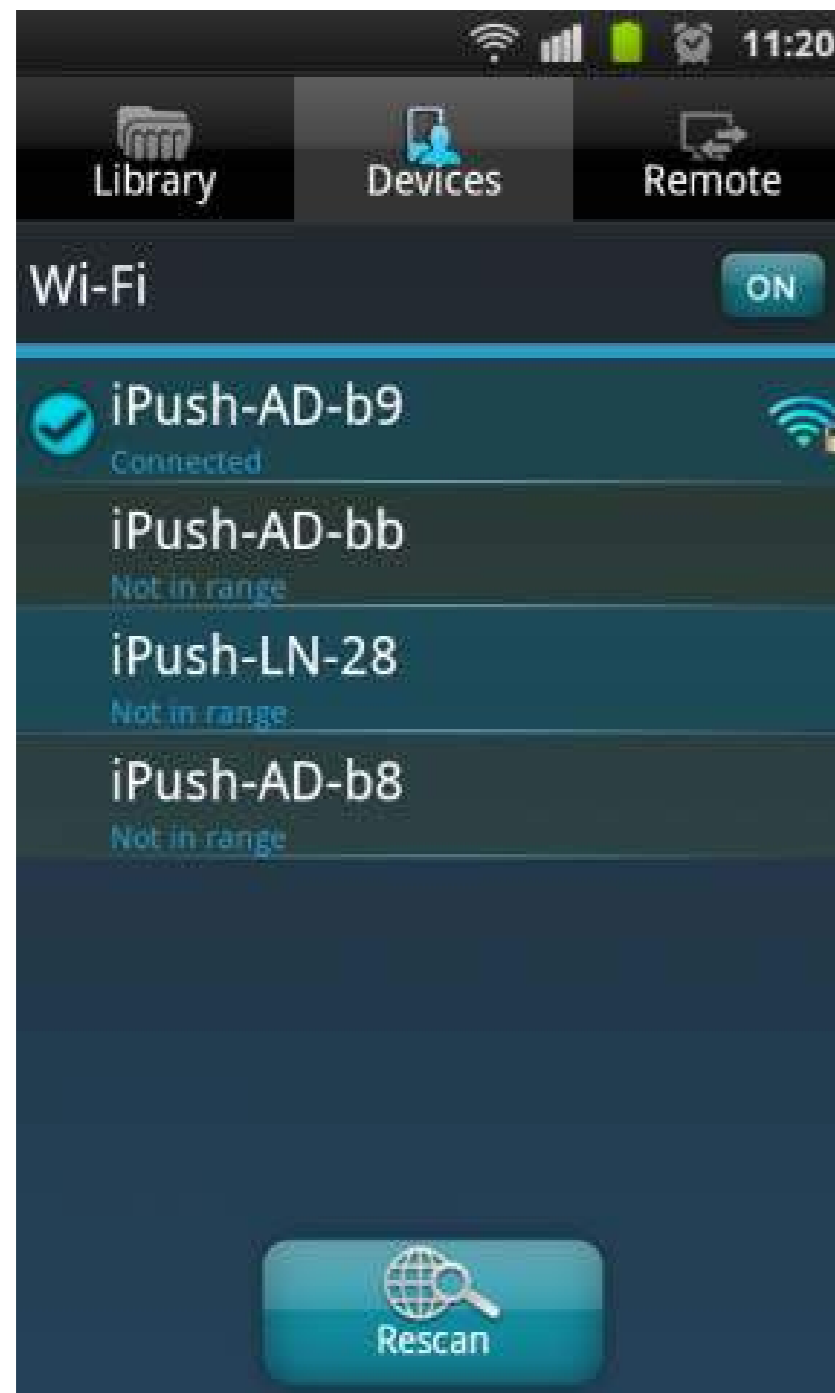 11:20
Library Devices Remote
Wi-Fi ON
iPush-AD-b9
Connected
iPush-AD-bb
Not in range
iPush-LN-28
Not in range
iPush-AD-b8
Not in range
Rescan